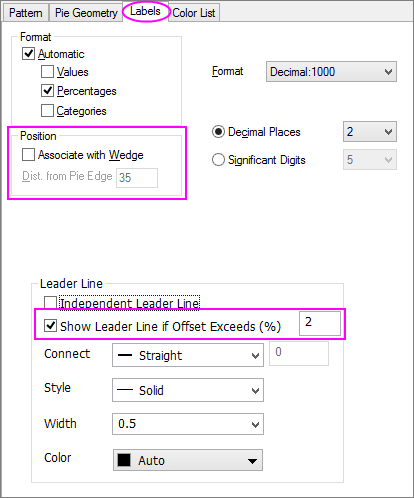 Pattern Pie Geometry Labels Color List
Format
Automatic
Values
Percentages
Categories
Format Decimal:1000
Decimal Places 2
Significant Digits 5
Position
Associate with Wedge
Dist. from Pie Edge 35
Leader Line
Independent Leader Line
Show Leader Line if Offset Exceeds (%) 2
Connect Straight 0
Style Solid
Width 0.5
Color Auto